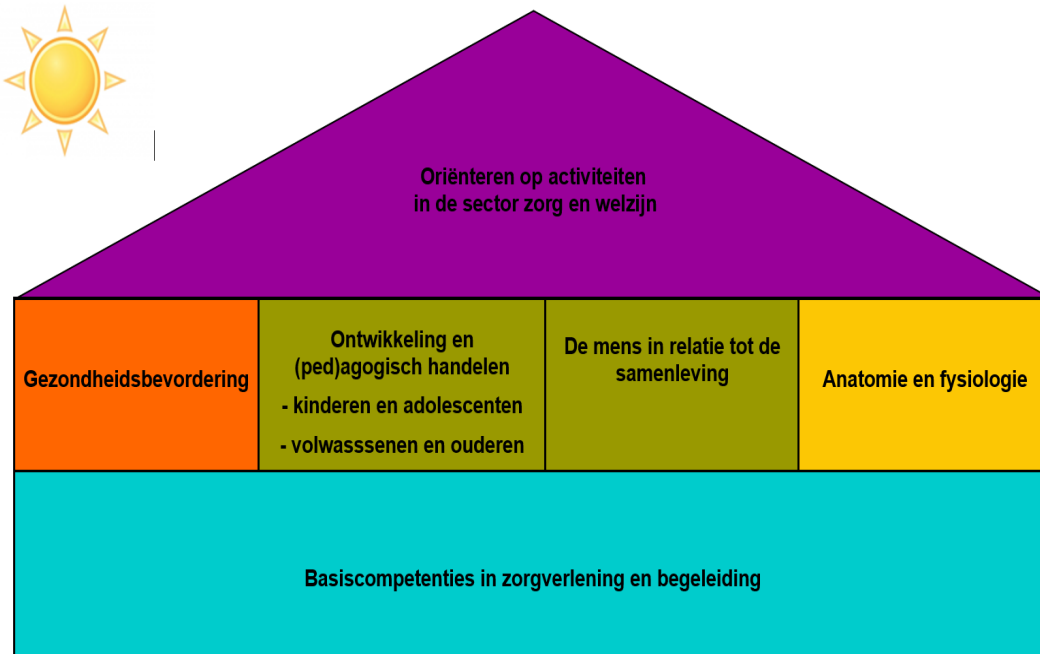 Oriënteren op activiteiten
in de sector zorg en welzijn
Gezondheidsbevordering
Ontwikkeling en
(ped)agogisch handelen
- kinderen en adolescenten
- volwasssenen en ouderen
De mens in relatie tot de
samenleving
Anatomie en fysiologie
Basiscompetenties in zorgverlening en begeleiding